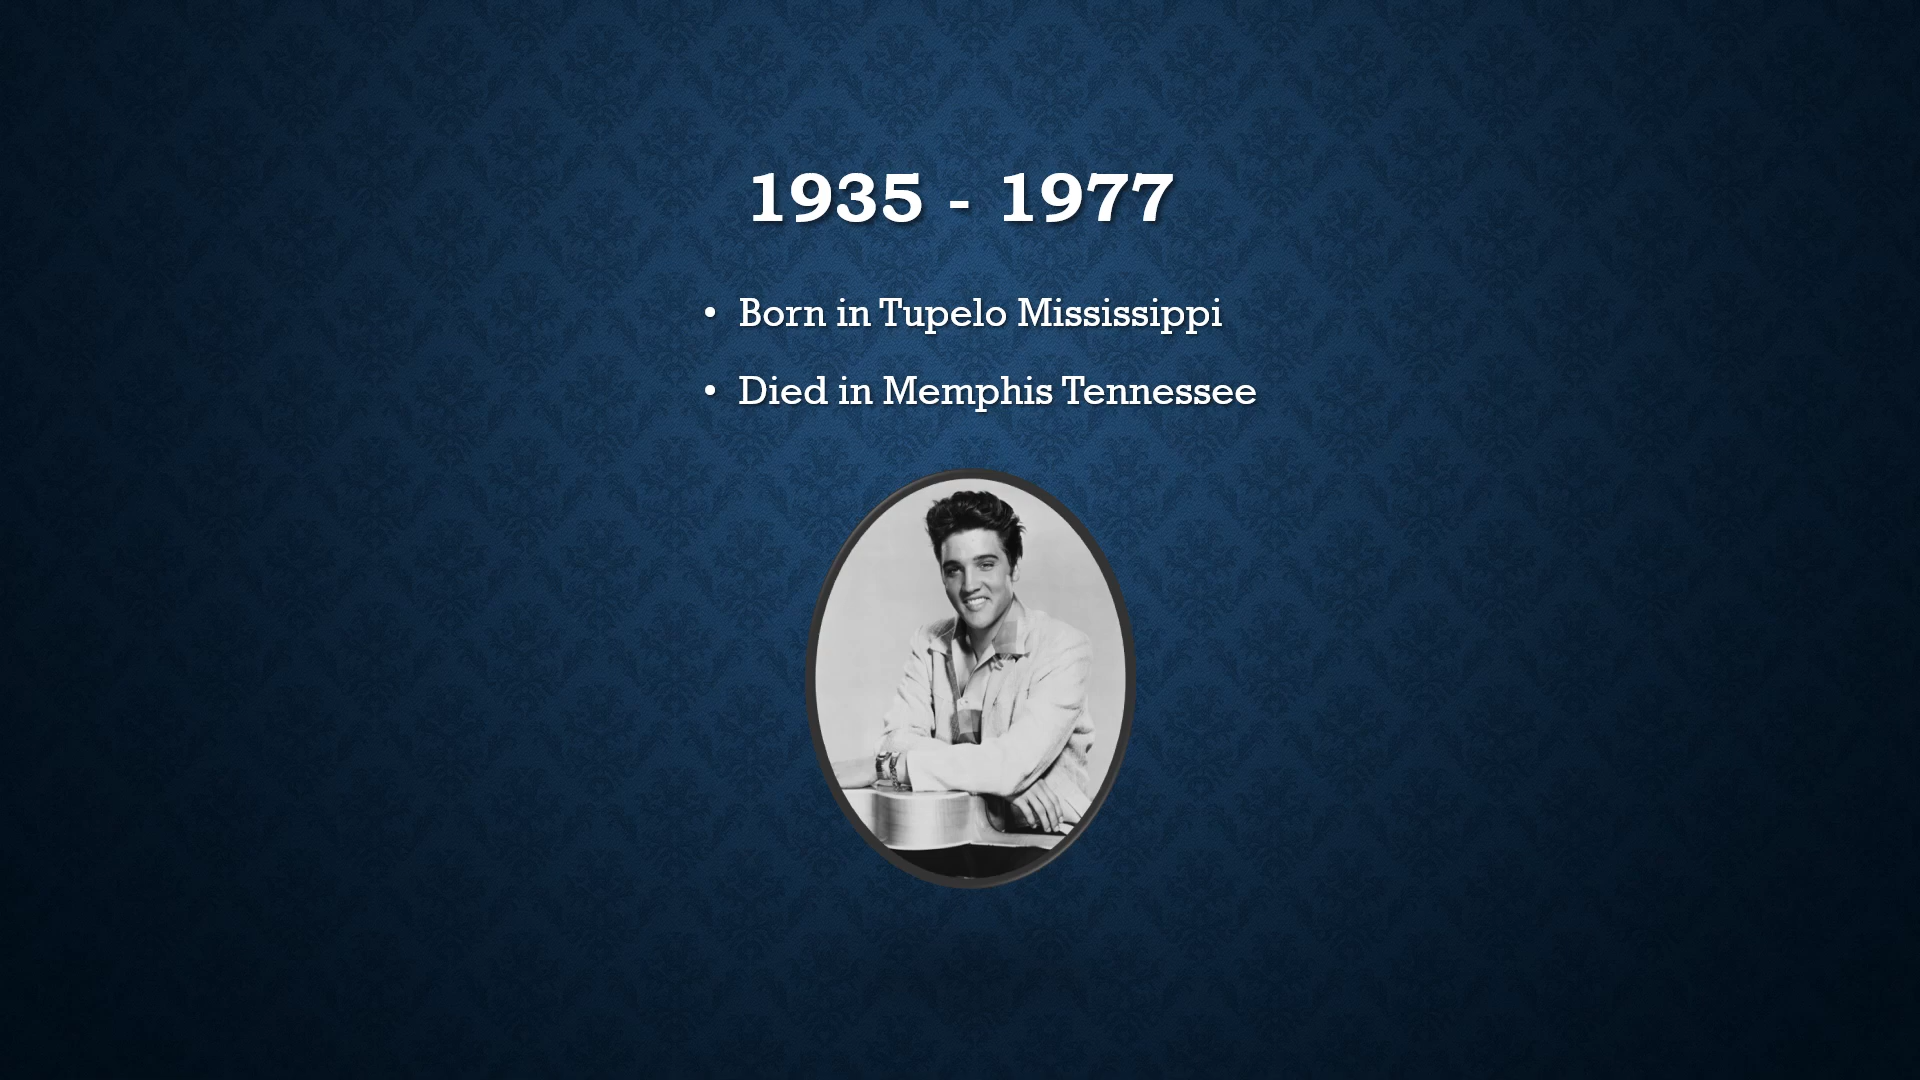 1935 - 1977
• Born in Tupelo Mississippi
• Died in Memphis Tennessee